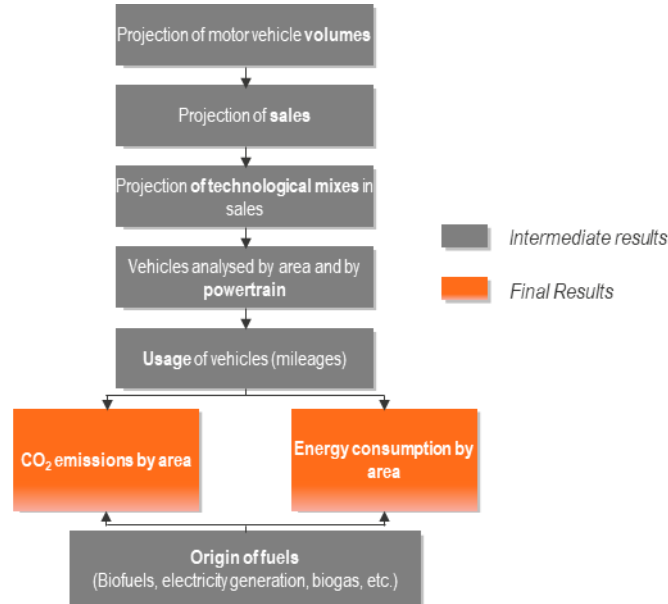 Projection of motor vehicle volumes
Projection of sales
Projection of technological mixes in
sales
Vehicles analysed by area and by
powertrain
Usage of vehicles (mileages)
CO₂ emissions by area
Energy consumption by
area
Origin of fuels
(Biofuels, electricity generation, biogas, etc.)
Intermediate results
Final Results